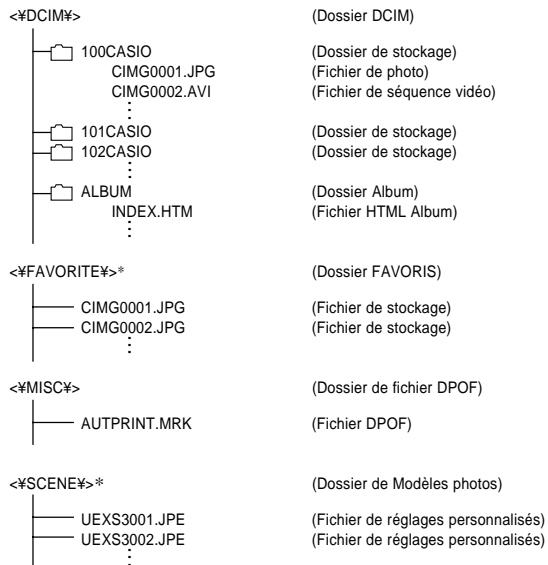 <¥DCIM¥> (Dossier DCIM)
100CASIO (Dossier de stockage)
CIMG0001.JPG (Fichier de photo)
CIMG0002.AVI (Fichier de séquence vidéo)
101CASIO (Dossier de stockage)
102CASIO (Dossier de stockage)
ALBUM (Dossier Album)
INDEX.HTM (Fichier HTML Album)
<¥FAVORITE¥>* (Dossier FAVORIS)
CIMG0001.JPG (Fichier de stockage)
CIMG0002.JPG (Fichier de stockage)
<¥MISC¥> (Dossier de fichier DPOF)
AUTPRINT.MRK (Fichier DPOF)
<¥SCENE¥>* (Dossier de Modèles photos)
UEXS3001.JPE (Fichier de réglages personnalisés)
UEXS3002.JPE (Fichier de réglages personnalisés)